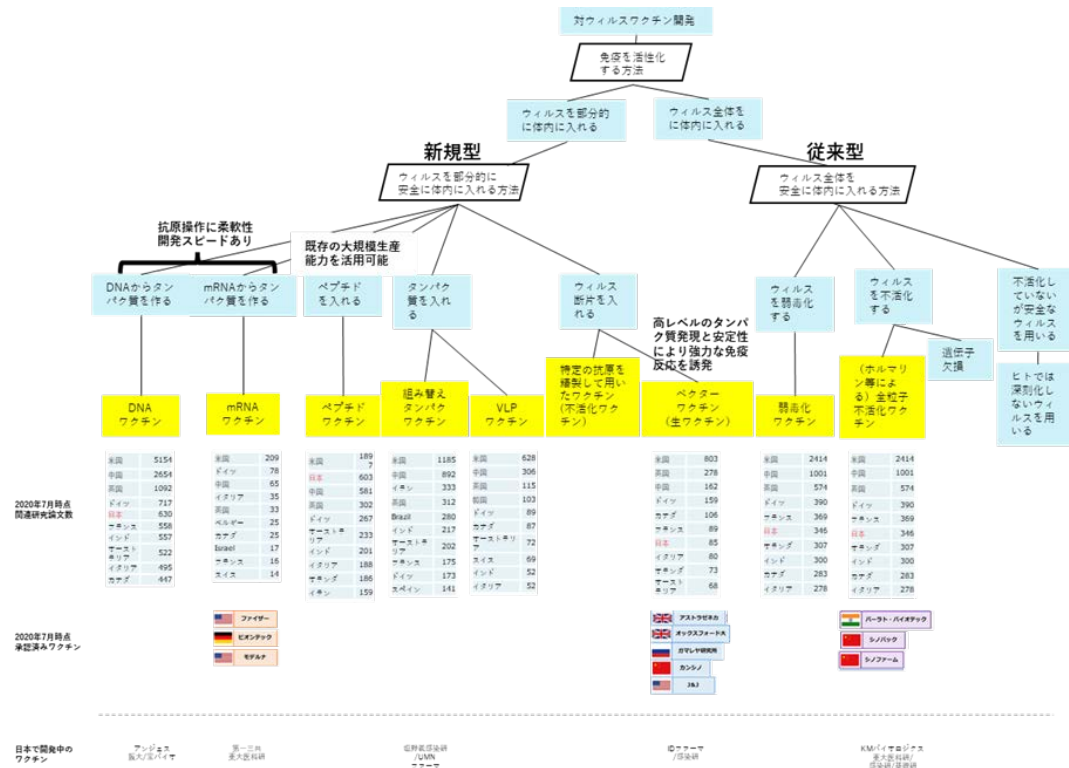 対ウィルスワクチン開発
免疫を活性化
する方法
ウィルスを部分的
に体内に入れる
ウィルス全体を
に体内に入れる
新規型
従来型
ウィルスを部分的に
安全に体内に入れる方法
ウィルス全体を
安全に体内に入れる方法
抗原操作に柔軟性
開発スピードあり
既存の大規模生産
能力を活用可能
DNAからタン
パク質を作る
mRNAからタン
パク質を作る
ペプチド
を入れる
タンパク
質を入れ
る
ウィルス
断片を入
れる
ウィルス
を弱毒化
する
ウィルス
を不活化
する
不活化し
ていない
が安全な
ウィルス
を用いる
高レベルのタンパ
ク質発現と安定性
により強力な免疫
反応を誘発
遺伝子
欠損
ヒトでは
深刻化し
ないウィ
ルスを用
いる
DNA
ワクチン
mRNA
ワクチン
ペプチド
ワクチン
組み替え
タンパク
ワクチン
VLP
ワクチン
特定の抗原を
製して用い
たワクチン
(不活化ワク
チン)
ベクター
ワクチン
(生ワクチン)
弱毒化
ワクチン
(ホルマリン
等によ
る)全粒子
不活化ワク
チン
2020年7月時点
関連研究論文数
米国 5154
中国 2654
英国 1092
ドイツ 717
日本 630
フランス 558
インド 557
オースト
ラリア 522
イタリア 495
カナダ 447
米国 209
ドイツ 78
中国 65
イタリア 35
英国 33
ベルギー 25
カナダ 25
Israel 17
フランス 16
スイス 14
米国 189
7
日本 603
中国 581
英国 302
ドイツ 267
オーストラ
リア 233
インド 201
イタリア 188
オランダ 186
イラン 159
米国 1185
中国 892
イラン 333
英国 312
Brazil 280
インド 217
オーストラ
リア 202
フランス 175
ドイツ 173
スペイン 141
米国 628
中国 306
英国 115
韓国 103
ドイツ 89
カナダ 87
オーストラリ
ア 72
スイス 69
インド 52
イタリア 52
米国 803
英国 278
中国 162
ドイツ 159
カナダ 106
フランス 89
日本 85
イタリア 80
オランダ 73
オースト
ラリア 68
米国 2414
中国 1001
英国 574
ドイツ 390
フランス 369
日本 346
オランダ 307
インド 300
カナダ 283
イタリア 278
米国 2414
中国 1001
英国 574
ドイツ 390
フランス 369
日本 346
オランダ 307
インド 300
カナダ 283
イタリア 278
2020年7月時点
承認済みワクチン
ファイザー
ビオンテック
モデルナ
アストラゼネカ
オックスフォード大
ガマレヤ研究所
カンシノ
J&J
バーラト・バイオテック
シノバック
シノファーム
日本で開発中の
ワクチン
アンジェス
阪大/宝バイオ
第一三共
東大医科研
塩野義感染研
/UMN
ファーマ
IDファーマ
/感染研
KMバイオロジクス
東大医科研/
感染研/基盤研